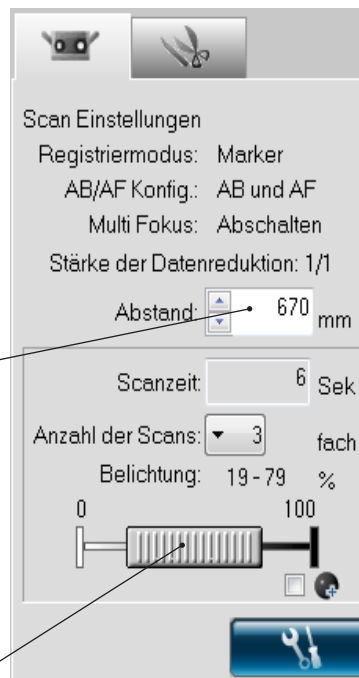 Scan Einstellungen
Registriermodus: Marker
AB/AF Konfig.: AB und AF
Multi Fokus: Abschalten
Stärke der Datenreduktion: 1/1
Abstand: 670 mm
Scanzeit: 6 Sek
Anzahl der Scans: 3 fach
Belichtung: 19-79 %
0 100